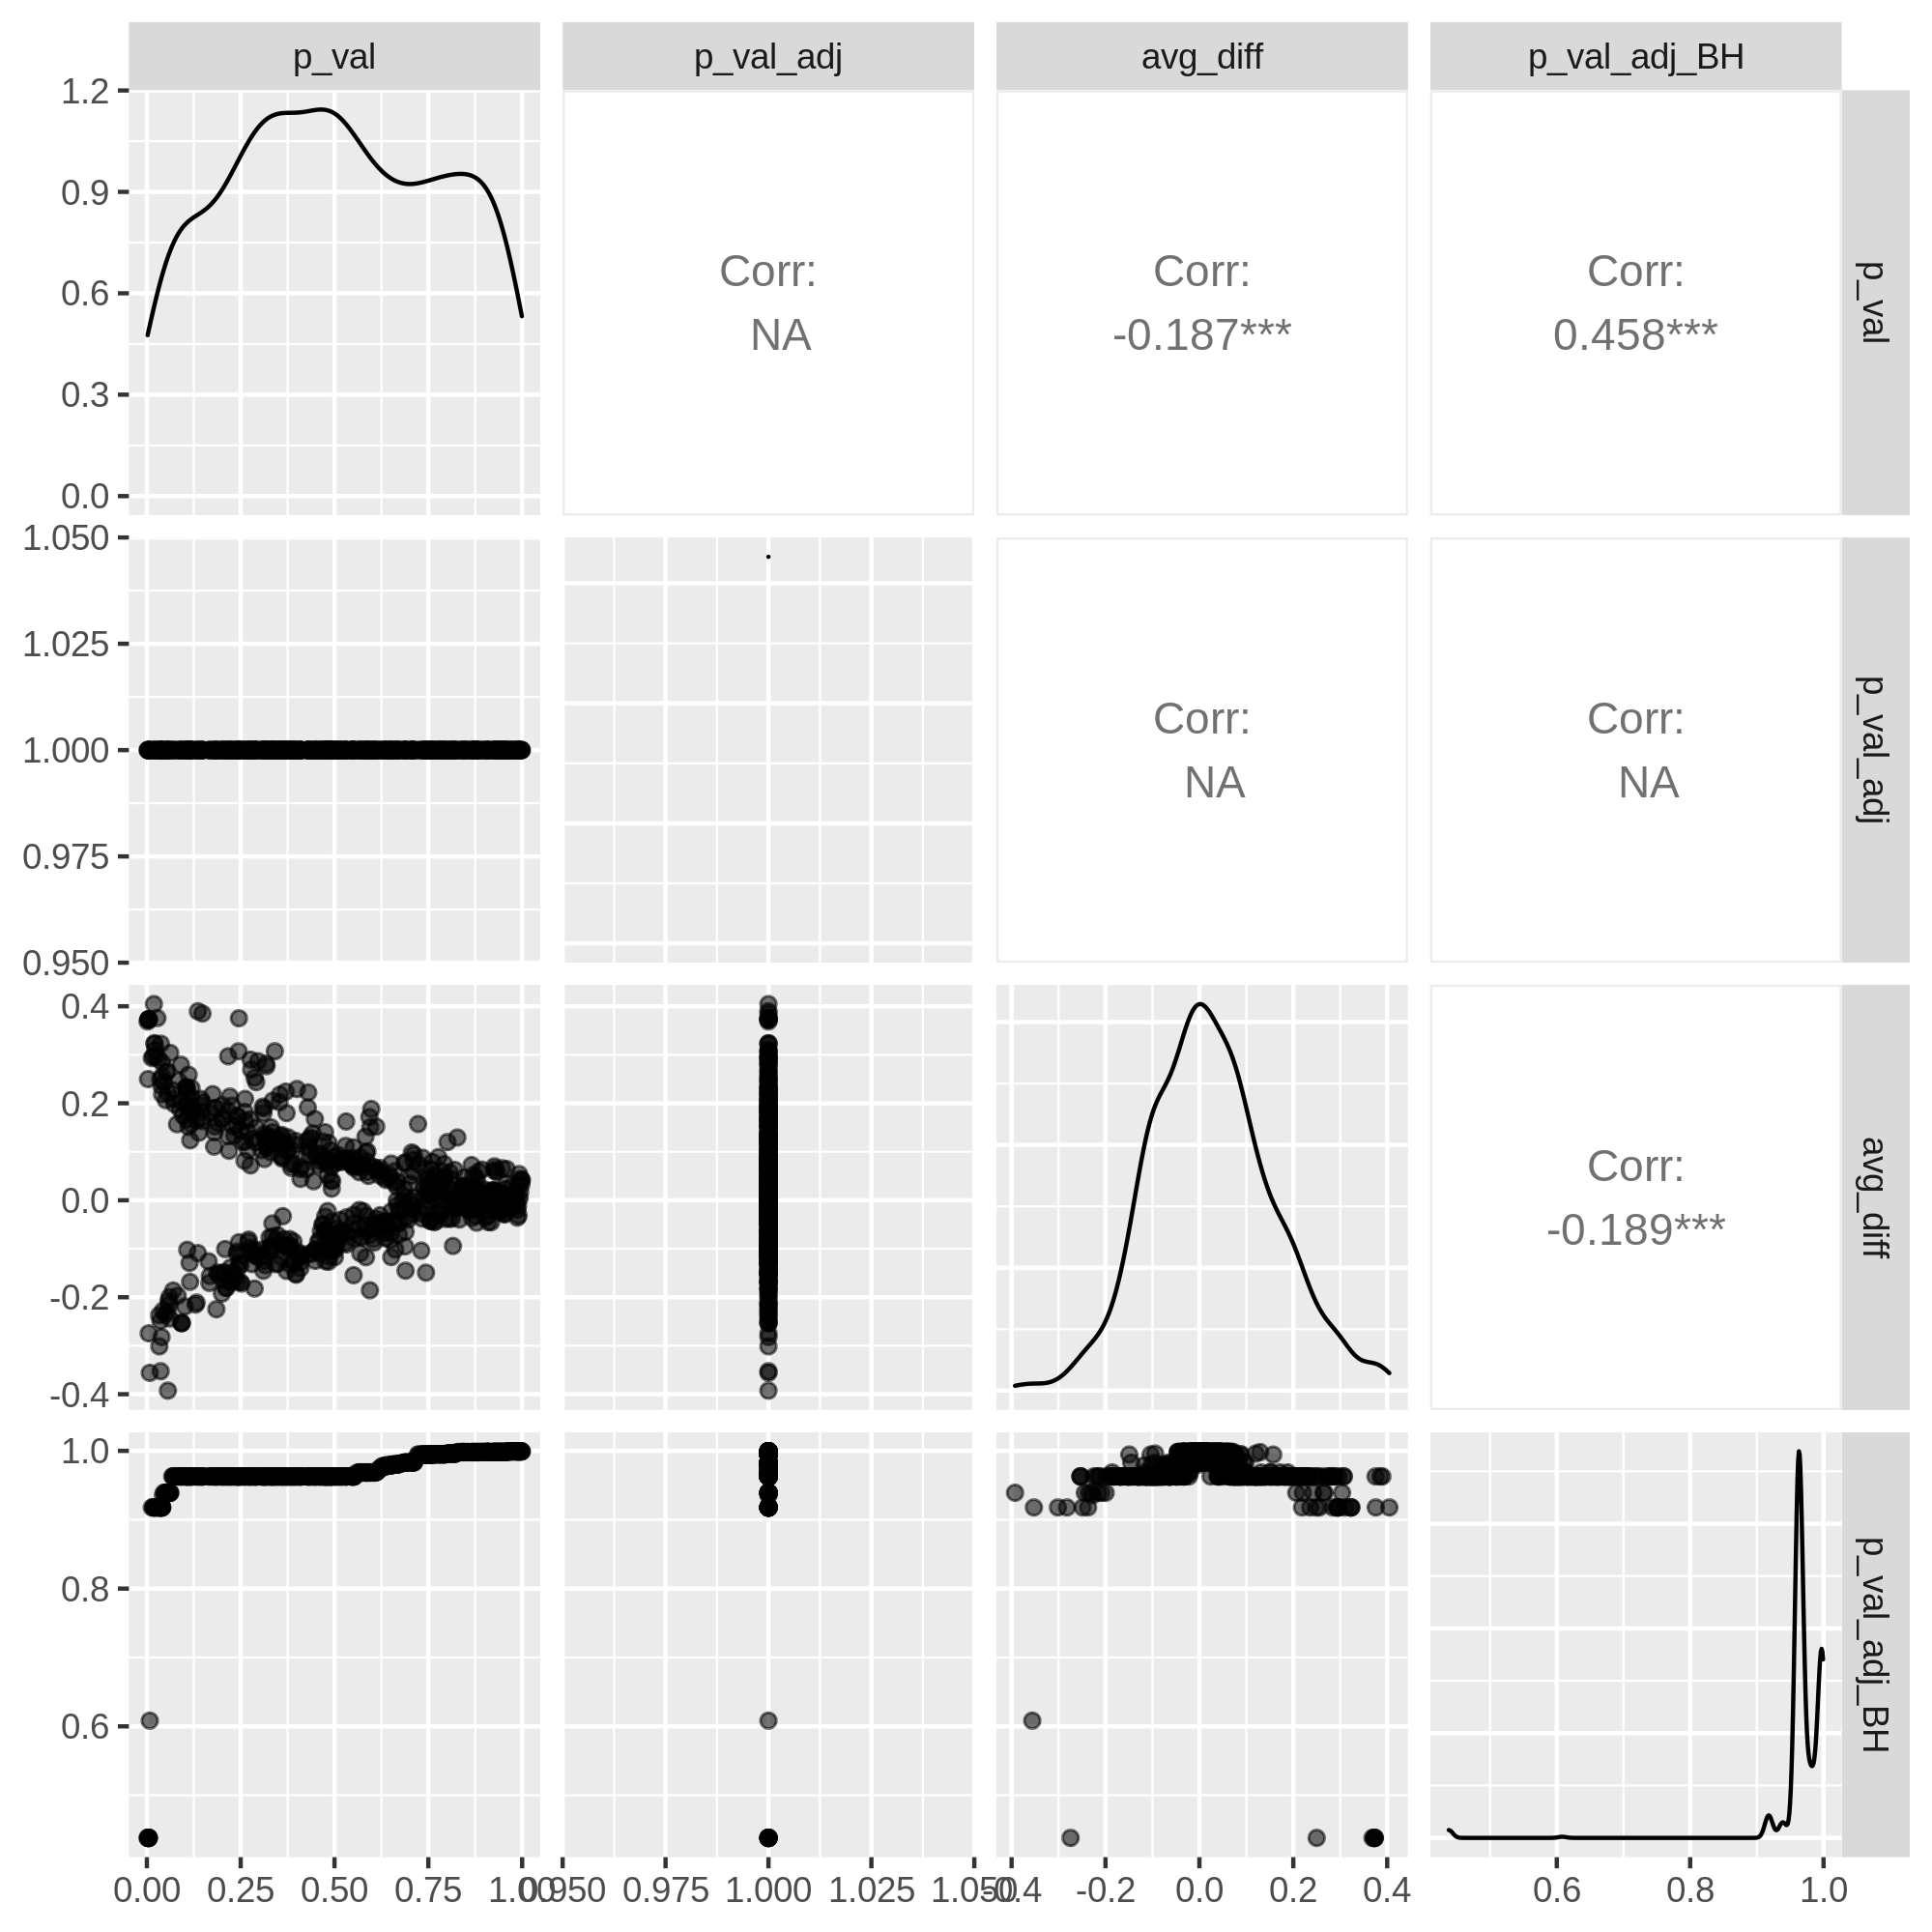 p_val
p_val_adj
avg_diff
p_val_adj_BH
1.2
0.9
0.6
0.3
0.0
Corr:
NA
Corr:
-0.187***
Corr:
0.458***
p_val
1.050
1.025
1.000
0.975
0.950
Corr:
NA
Corr:
NA
p_val_adj
0.4
0.2
0.0
-0.2
-0.4
Corr:
-0.189***
avg_diff
1.0
0.8
0.6
p_val_adj_BH
0.00 0.25 0.50 0.75 1.00
0.950 0.975 1.000 1.025 1.050
-0.4 -0.2 0.0 0.2 0.4
0.6 0.8 1.0